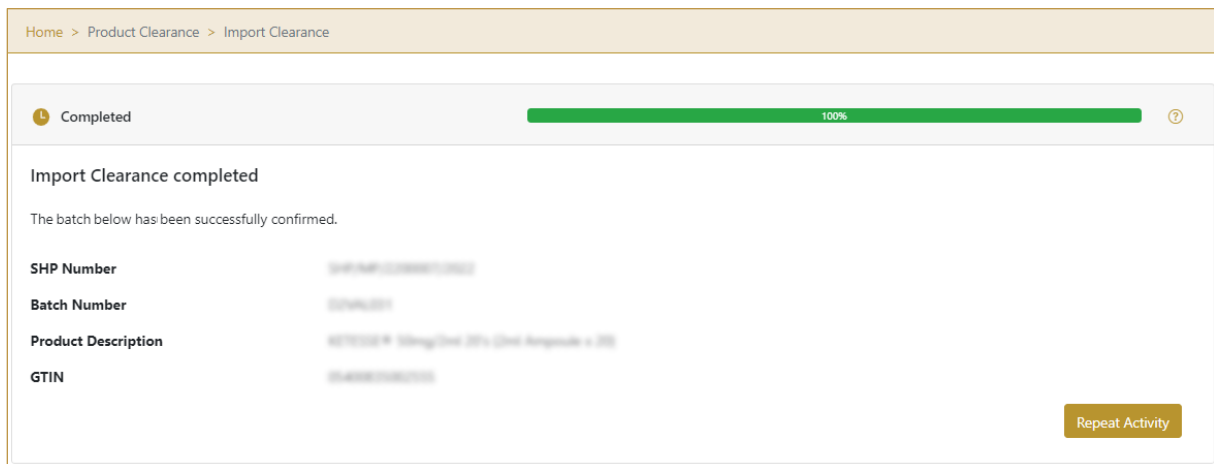 Home > Product Clearance > Import Clearance
Completed
100%
Import Clearance completed
The batch below has been successfully confirmed.
SHP Number
Batch Number
Product Description
GTIN
Repeat Activity